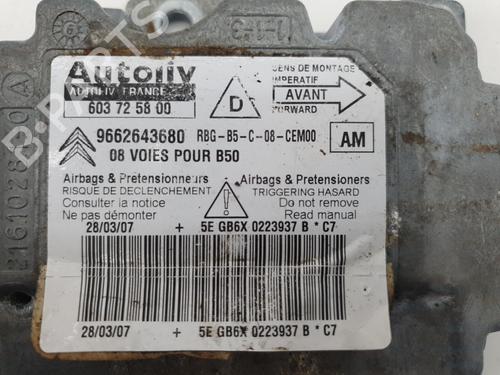 Autoliv
AUTOLIV FRANCE
603 72 58 00
D
SENS DE MONTAGE
IMPERATIF
AVANT
FORWARD
9662643680 RBG-B5-C-08-CEM00
AM
08 VOIES POUR B50
Airbags & Prétensionneurs
RISQUE DE DECLENCHEMENT
Consulter la notice
Ne pas démonter
Airbags & Pretensioners
TRIGGERING HASARD
Do not remove
Read manual
28/03/07 + 5E GB6X 0223937 B * C7
28/03/07 + 5E GB6X 0223937 B * C7
B-PARTS